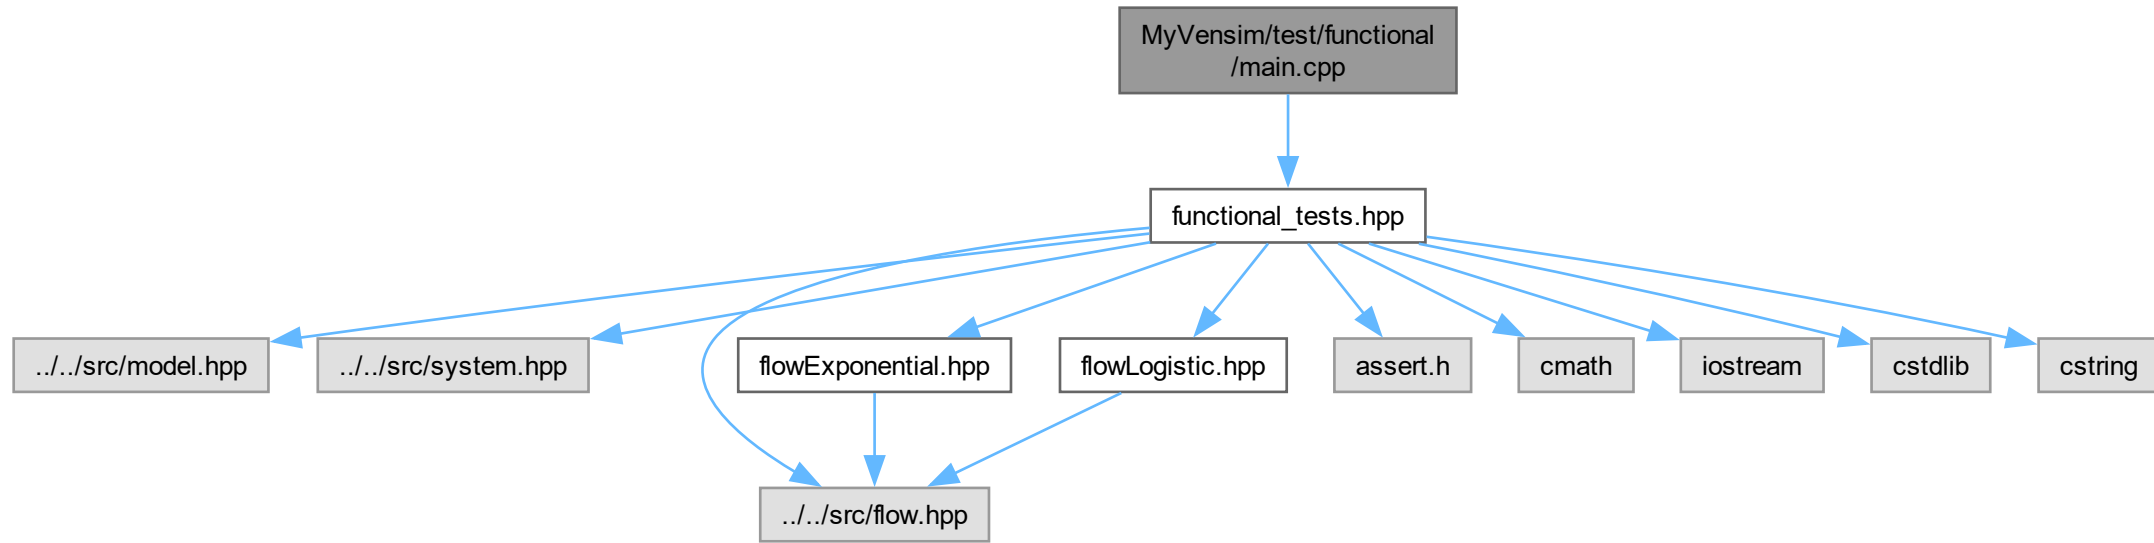 MyVensim/test/functional
/main.cpp
functional_tests.hpp
../../src/model.hpp
../../src/system.hpp
flowExponential.hpp
flowLogistic.hpp
assert.h
cmath
iostream
cstdlib
cstring
../../src/flow.hpp